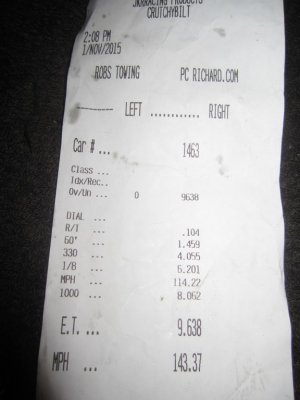 JRRRACING PRODUCTS
CRUTCHYBILT
2:08 PM
1/NOV/2015
ROBS TOWING PC RICHARD.COM
--------- LEFT ............ RIGHT
Car # ... 1463
Class ...
Idx/Rec..
Ov/Un ... 0 9638
DIAL ...
R/T ... .104
60' ... 1.459
330 ... 4.055
1/8 ... 6.201
MPH ... 114.22
1000 ... 8.062
E.T. ... 9.638
MPH ... 143.37